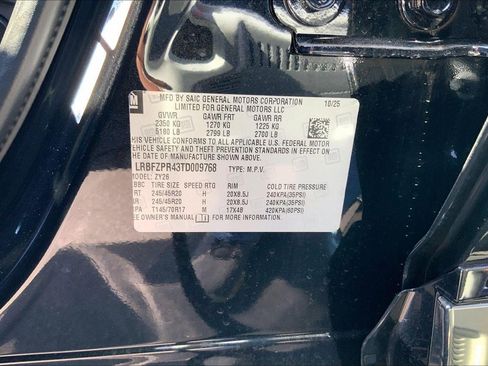 MFD BY SAIC GENERAL MOTORS CORPORATION 10/25
LIMITED FOR GENERAL MOTORS LLC
GVWR GAWR FRT GAWR RR
2350 KG 1270 KG 1225 KG
5180 LB 2799 LB 2700 LB
THIS VEHICLE CONFORMS TO ALL APPLICABLE U.S. FEDERAL MOTOR
VEHICLE SAFETY AND THEFT PREVENTION STANDARDS IN EFFECT
ON THE DATE OF MANUFACTURE SHOWN ABOVE.
LRBFZPR43TD009768 TYPE: M.P.V.
MODEL: ZY26
BBC TIRE SIZE SPEED RTG RIM COLD TIRE PRESSURE
FR 245/45R20 H 20X8.5J 240KPA(35PSI)
RR 245/45R20 H 20X8.5J 240KPA(35PSI)
SPA T145/70R17 M 17X4B 420KPA(60PSI)
SEE OWNER'S MANUAL FOR MORE INFORMATION.